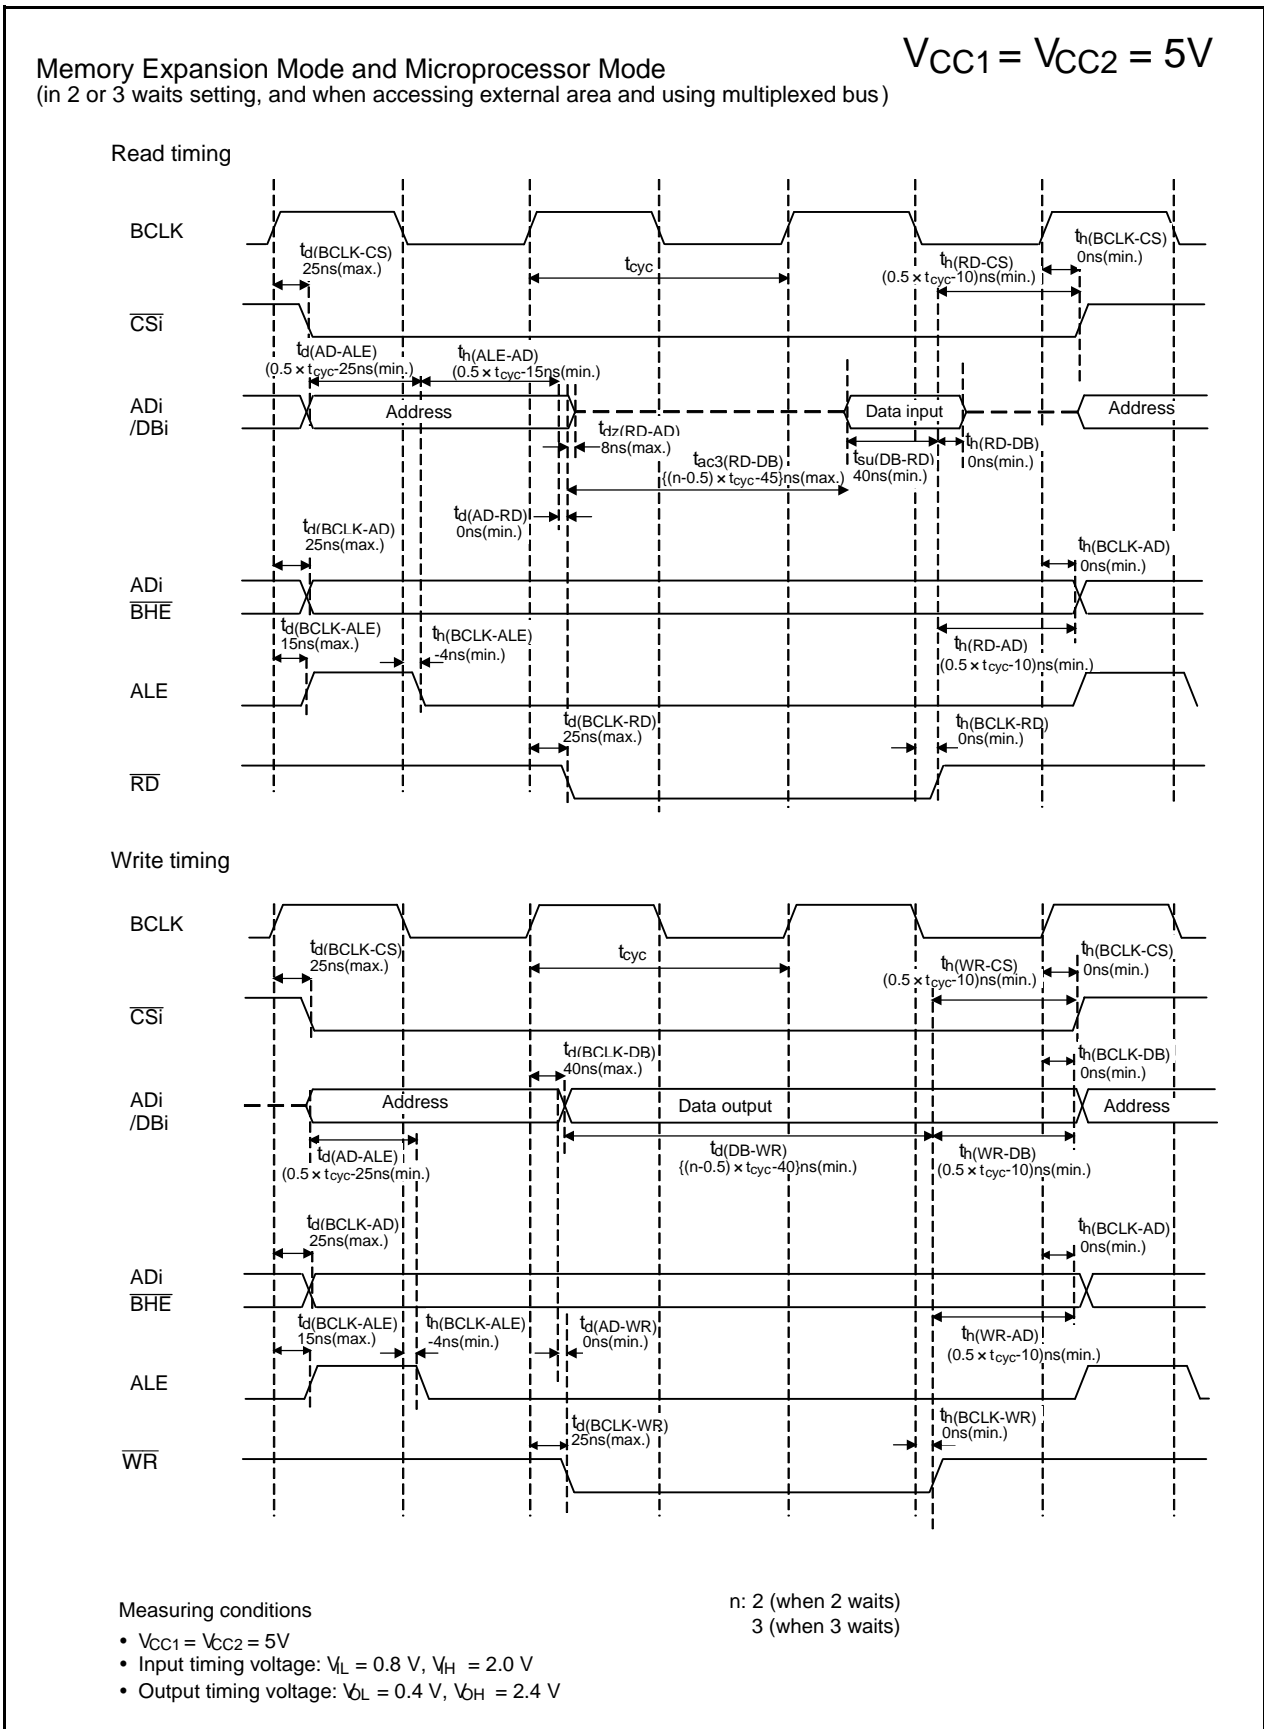 VCC1 = VCC2 = 5V
Memory Expansion Mode and Microprocessor Mode
(in 2 or 3 waits setting, and when accessing external area and using multiplexed bus)
Read timing
BCLK
td(BCLK-CS)
25ns(max.)
tcyc
th(RD-CS)
(0.5 × tcyc-10)ns(min.)
th(BCLK-CS)
0ns(min.)
CSi
td(AD-ALE)
(0.5 × tcyc-25ns(min.)
th(ALE-AD)
(0.5 × tcyc-15ns(min.)
ADi
/DBi
Address
Data input
Address
tdz(RD-AD)
8ns(max.)
tac3(RD-DB)
{(n-0.5) × tcyc-45}ns(max.)
tsu(DB-RD)
40ns(min.)
th(RD-DB)
0ns(min.)
td(AD-RD)
0ns(min.)
td(BCLK-AD)
25ns(max.)
th(BCLK-AD)
0ns(min.)
ADi
BHE
td(BCLK-ALE)
15ns(max.)
th(BCLK-ALE)
-4ns(min.)
th(RD-AD)
(0.5 × tcyc-10)ns(min.)
ALE
td(BCLK-RD)
25ns(max.)
th(BCLK-RD)
0ns(min.)
RD
Write timing
BCLK
td(BCLK-CS)
25ns(max.)
tcyc
th(WR-CS)
(0.5 × tcyc-10)ns(min.)
th(BCLK-CS)
0ns(min.)
CSi
td(BCLK-DB)
40ns(max.)
th(BCLK-DB)
0ns(min.)
ADi
/DBi
Address
Data output
Address
td(AD-ALE)
(0.5 × tcyc-25ns(min.)
td(DB-WR)
{(n-0.5) × tcyc-40}ns(min.)
th(WR-DB)
(0.5 × tcyc-10)ns(min.)
td(BCLK-AD)
25ns(max.)
th(BCLK-AD)
0ns(min.)
ADi
BHE
td(BCLK-ALE)
15ns(max.)
th(BCLK-ALE)
-4ns(min.)
td(AD-WR)
0ns(min.)
th(WR-AD)
(0.5 × tcyc-10)ns(min.)
ALE
td(BCLK-WR)
25ns(max.)
th(BCLK-WR)
0ns(min.)
WR
Measuring conditions
• VCC1 = VCC2 = 5V
• Input timing voltage: VIL = 0.8 V, VIH = 2.0 V
• Output timing voltage: VOL = 0.4 V, VOH = 2.4 V
n: 2 (when 2 waits)
3 (when 3 waits)